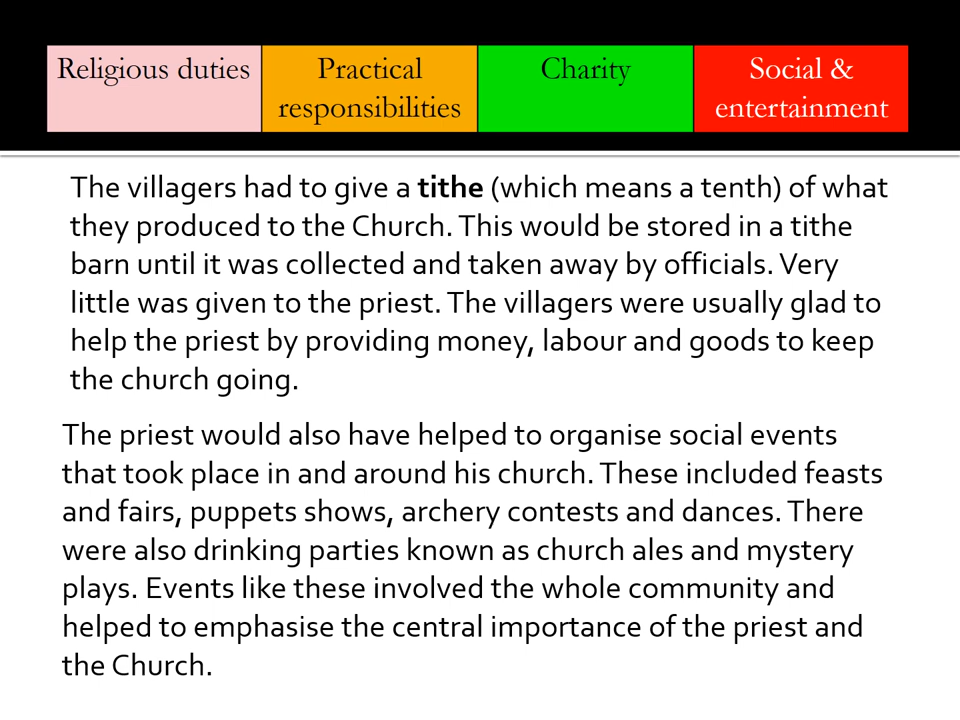 Religious duties
Practical
responsibilities
Charity
Social &
entertainment
The villagers had to give a tithe (which means a tenth) of what
they produced to the Church. This would be stored in a tithe
barn until it was collected and taken away by officials. Very
little was given to the priest. The villagers were usually glad to
help the priest by providing money, labour and goods to keep
the church going.
The priest would also have helped to organise social events
that took place in and around his church. These included feasts
and fairs, puppets shows, archery contests and dances. There
were also drinking parties known as church ales and mystery
plays. Events like these involved the whole community and
helped to emphasise the central importance of the priest and
the Church.